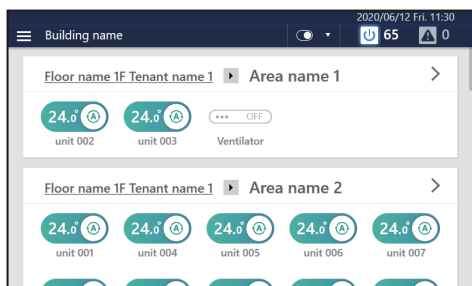 2020/06/12 Fri. 11:30
Building name 65 0
Floor name 1F Tenant name 1 Area name 1
24.0° A 24.0° A OFF
unit 002 unit 003 Ventilator
Floor name 1F Tenant name 1 Area name 2
24.0° A 24.0° A 24.0° A 24.0° A 24.0° A
unit 001 unit 004 unit 005 unit 006 unit 007